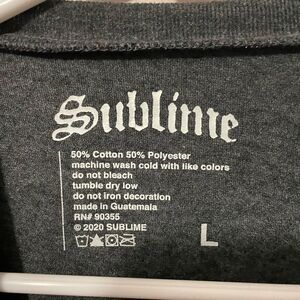 Sublime
50% Cotton 50% Polyester
machine wash cold with like colors
do not bleach
tumble dry low
do not iron decoration
made in Guatemala
RN# 90355
© 2020 SUBLIME
L